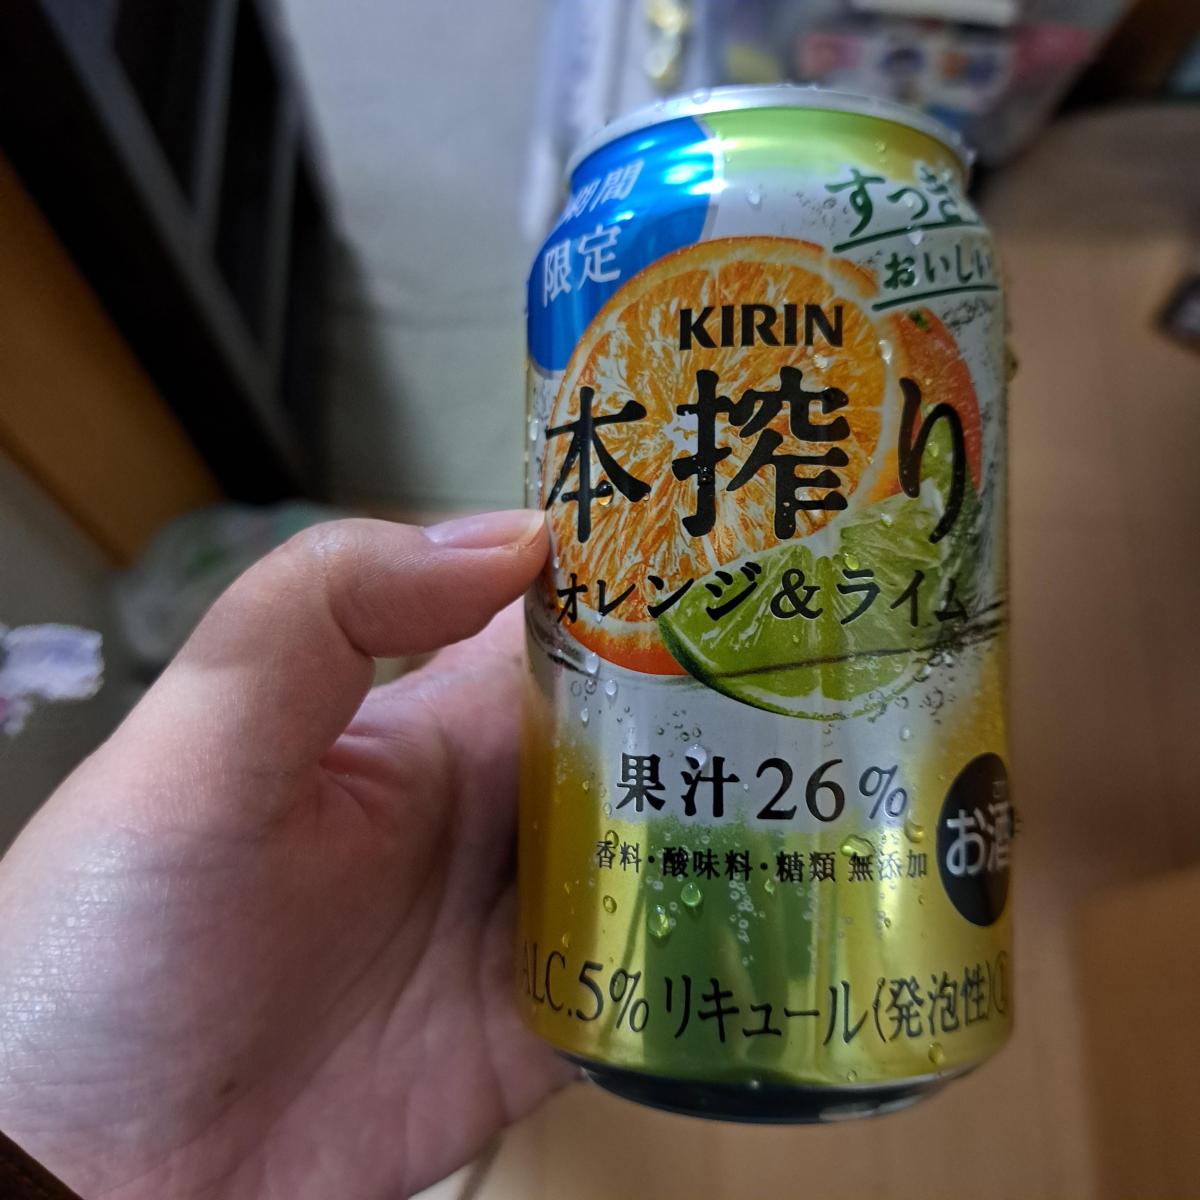 期間
限定
すっき
おいしい
KIRIN
本搾り
オレンジ&ライム
果汁26%
お酒
香料・酸味料・糖類 無添加
ALC.5% リキュール(発泡性)①